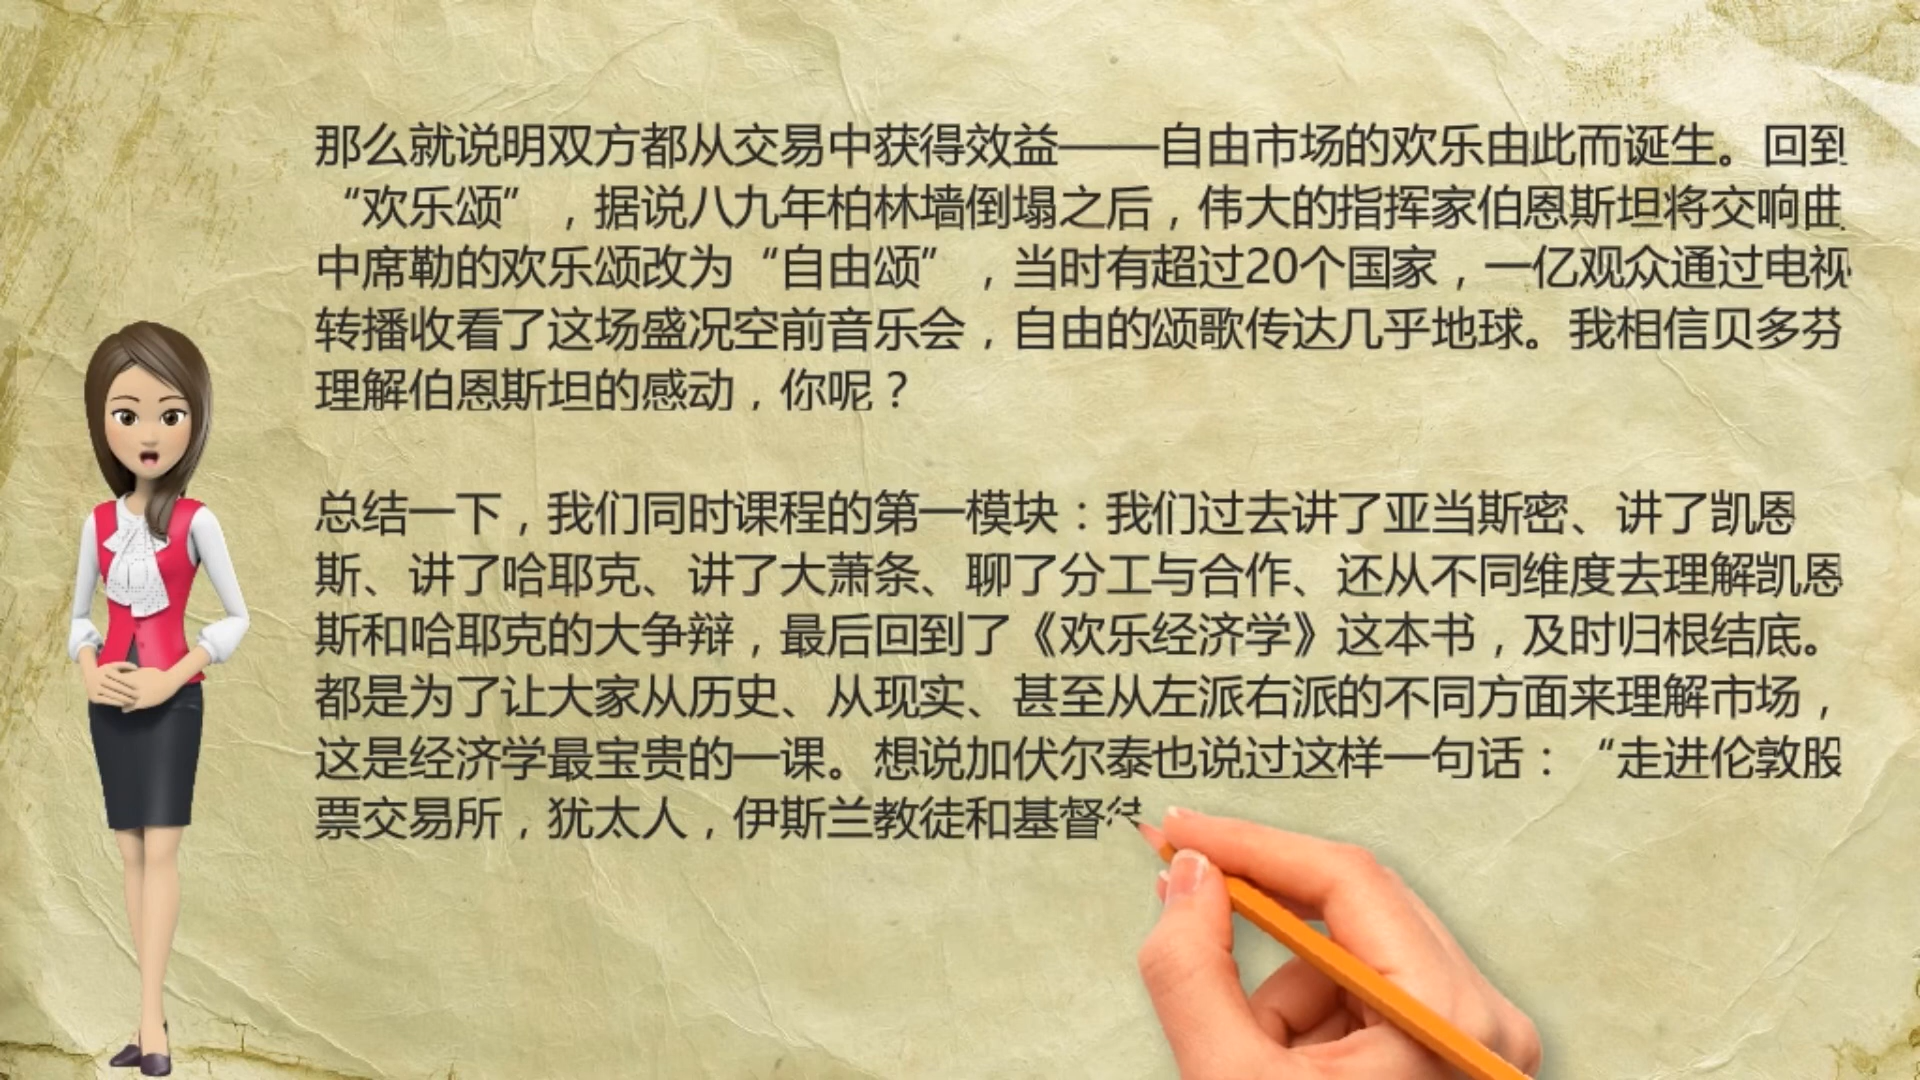 那么就说明双方都从交易中获得效益——自由市场的欢乐由此而诞生。回到
“欢乐颂”，据说八九年柏林墙倒塌之后，伟大的指挥家伯恩斯坦将交响曲
中席勒的欢乐颂改为“自由颂”，当时有超过20个国家，一亿观众通过电视
转播收看了这场盛况空前音乐会，自由的颂歌传达几乎地球。我相信贝多芬
理解伯恩斯坦的感动，你呢？
总结一下，我们同时课程的第一模块：我们过去讲了亚当斯密、讲了凯恩
斯、讲了哈耶克、讲了大萧条、聊了分工与合作、还从不同维度去理解凯恩
斯和哈耶克的大争辩，最后回到了《欢乐经济学》这本书，及时归根结底。
都是为了让大家从历史、从现实、甚至从左派右派的不同方面来理解市场，
这是经济学最宝贵的一课。想说加伏尔泰也说过这样一句话：“走进伦敦股
票交易所，犹太人，伊斯兰教徒和基督徒